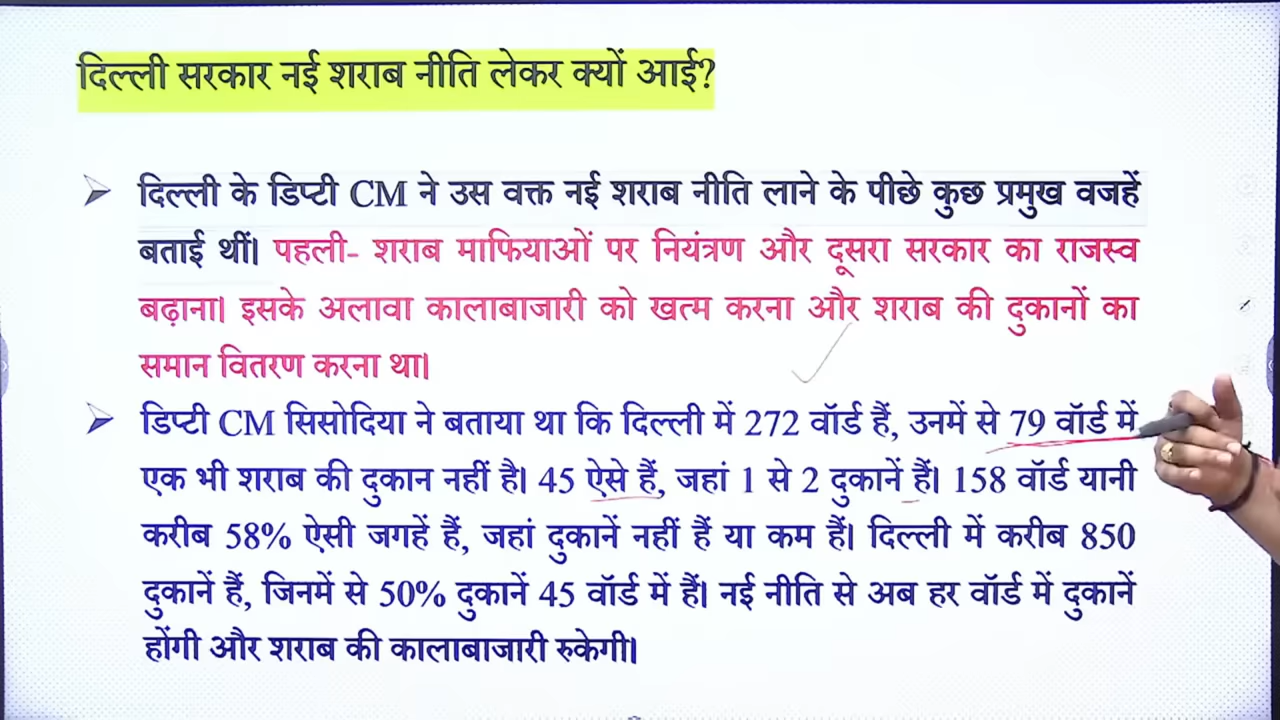 दिल्ली सरकार नई शराब नीति लेकर क्यों आई?
दिल्ली के डिप्टी CM ने उस वक्त नई शराब नीति लाने के पीछे कुछ प्रमुख वजहें
बताई थीं। पहली- शराब माफियाओं पर नियंत्रण और दूसरा सरकार का राजस्व
बढ़ाना। इसके अलावा कालाबाजारी को खत्म करना और शराब की दुकानों का
समान वितरण करना था।
डिप्टी CM सिसोदिया ने बताया था कि दिल्ली में 272 वॉर्ड हैं, उनमें से 79 वॉर्ड में
एक भी शराब की दुकान नहीं है। 45 ऐसे हैं, जहां 1 से 2 दुकानें हैं। 158 वॉर्ड यानी
करीब 58% ऐसी जगहें हैं, जहां दुकानें नहीं हैं या कम हैं। दिल्ली में करीब 850
दुकानें हैं, जिनमें से 50% दुकानें 45 वॉर्ड में हैं। नई नीति से अब हर वॉर्ड में दुकानें
होंगी और शराब की कालाबाजारी रुकेगी।